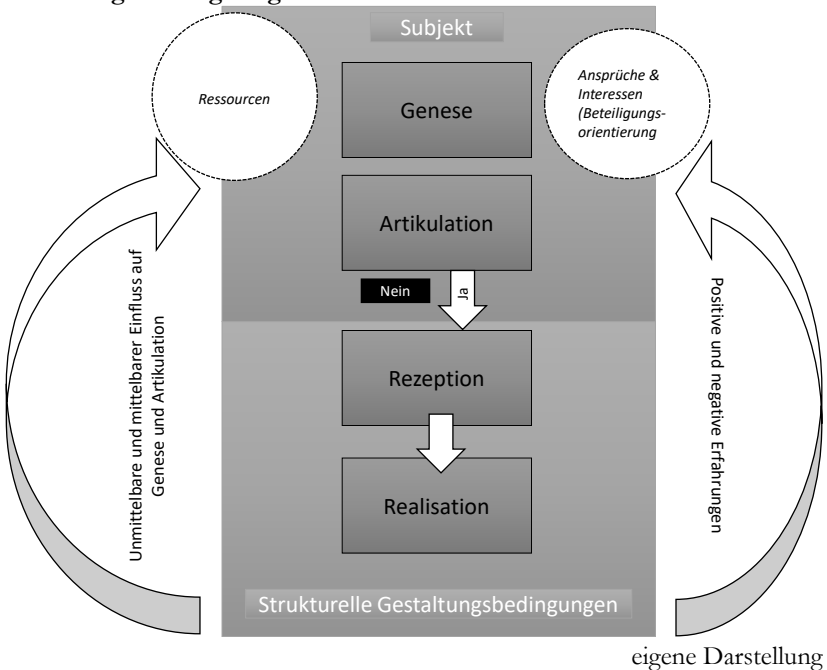 Subjekt
Ressourcen
Genese
Ansprüche &
Interessen
(Beteiligungs-
orientierung
Artikulation
Nein
Ja
Unmittelbare und mittelbarer Einfluss auf
Genese und Artikulation
Positive und negative Erfahrungen
Rezeption
Realisation
Strukturelle Gestaltungsbedingungen
eigene Darstellung